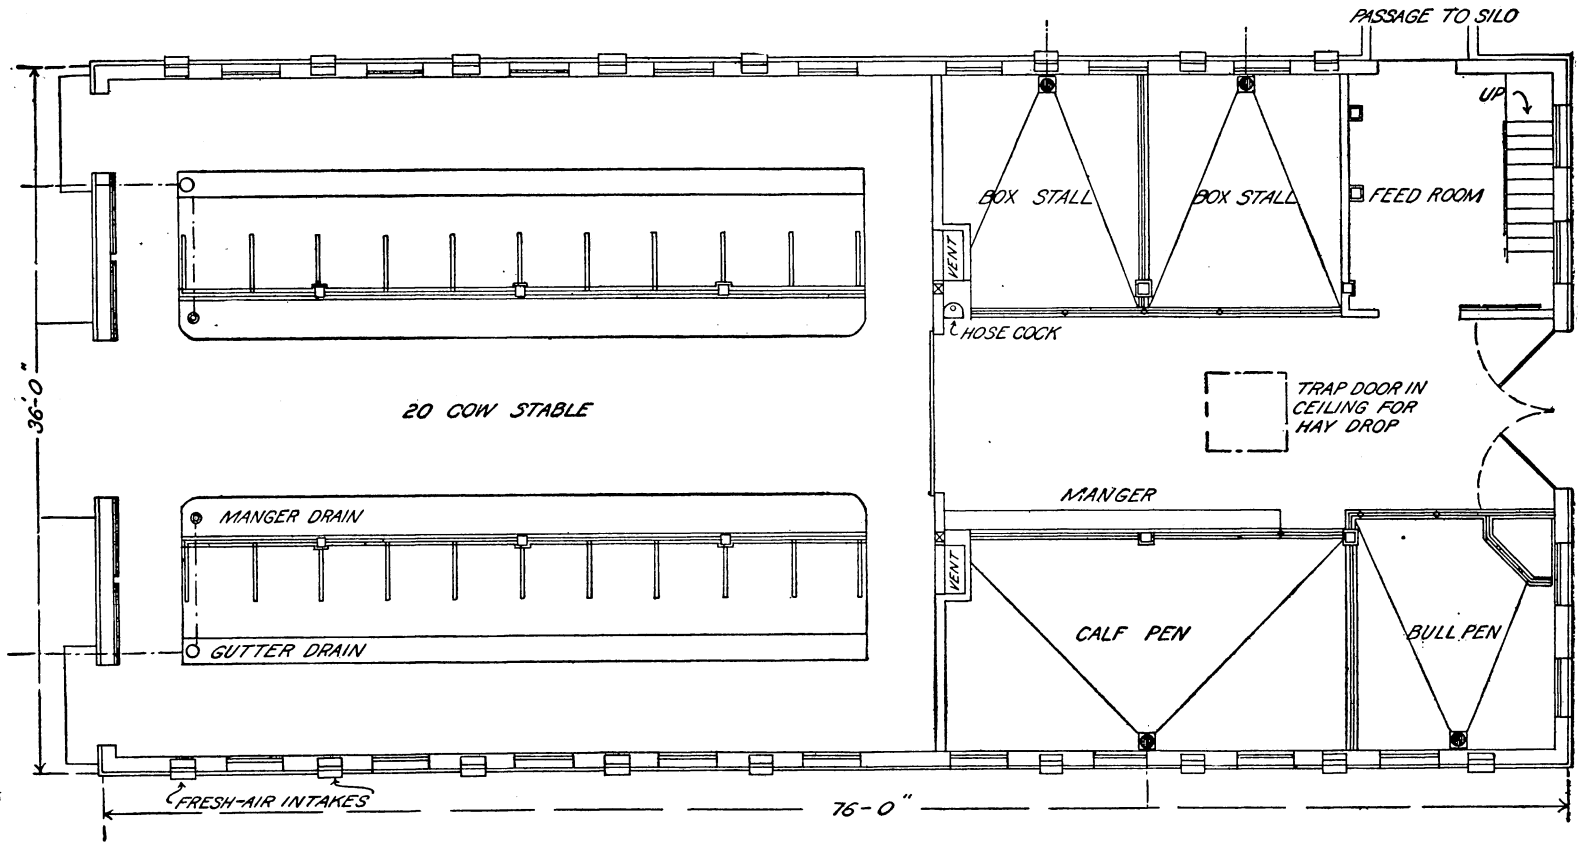 PASSAGE TO SILO
UP
BOX STALL
BOX STALL
FEED ROOM
VENT
HOSE COCK
36'-0"
20 COW STABLE
TRAP DOOR IN
CEILING FOR
HAY DROP
MANGER
MANGER DRAIN
VENT
CALF PEN
BULL PEN
GUTTER DRAIN
FRESH-AIR INTAKES
76-0"